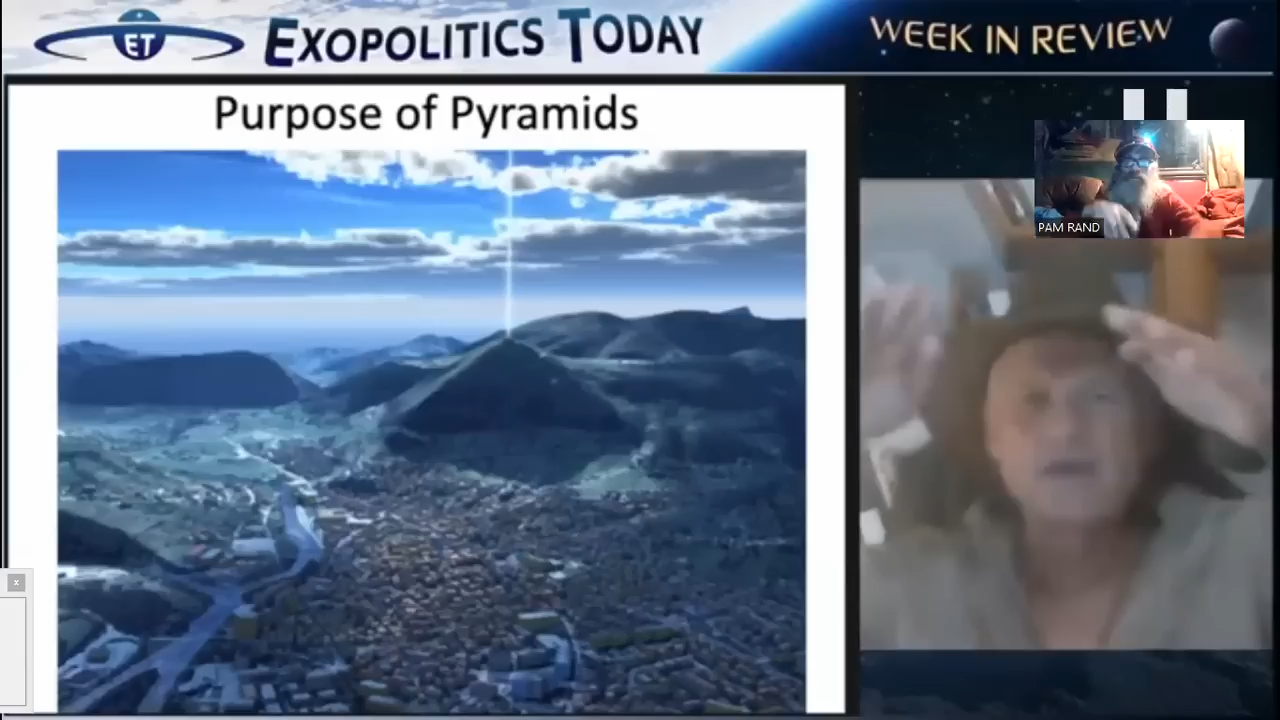 ET
EXOPOLITICS TODAY
WEEK IN REVIEW
Purpose of Pyramids
PAM RAND
x